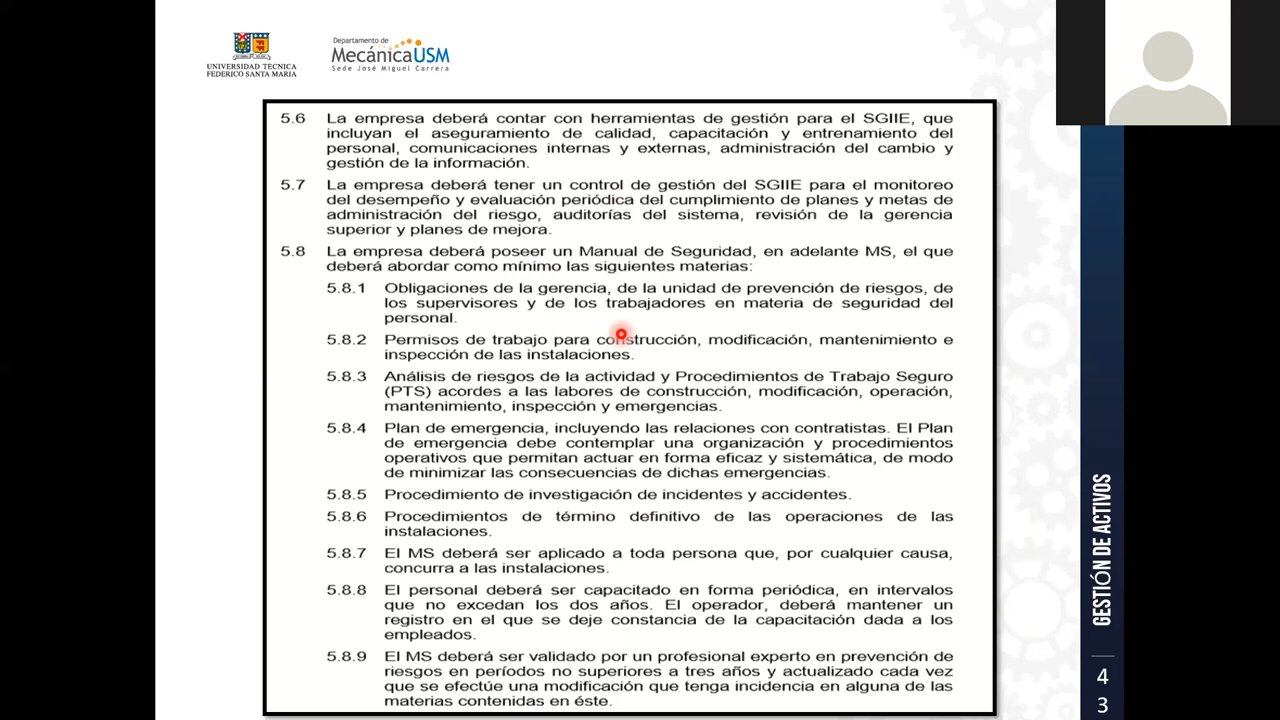 UNIVERSIDAD TECNICA
FEDERICO SANTA MARIA
Departamento de
MecánicaUSM
Sede José Miguel Carrera
5.6 La empresa deberá contar con herramientas de gestión para el SGIIE, que
incluyan el aseguramiento de calidad, capacitación y entrenamiento del
personal, comunicaciones internas y externas, administración del cambio y
gestión de la información.
5.7 La empresa deberá tener un control de gestión del SGIIE para el monitoreo
del desempeño y evaluación periódica del cumplimiento de planes y metas de
administración del riesgo, auditorías del sistema, revisión de la gerencia
superior y planes de mejora.
5.8 La empresa deberá poseer un Manual de Seguridad, en adelante MS, el que
deberá abordar como mínimo las siguientes materias:
5.8.1 Obligaciones de la gerencia, de la unidad de prevención de riesgos, de
los supervisores y de los trabajadores en materia de seguridad del
personal.
5.8.2 Permisos de trabajo para construcción, modificación, mantenimiento e
inspección de las instalaciones.
5.8.3 Análisis de riesgos de la actividad y Procedimientos de Trabajo Seguro
(PTS) acordes a las labores de construcción, modificación, operación,
mantenimiento, inspección y emergencias.
5.8.4 Plan de emergencia, incluyendo las relaciones con contratistas. El Plan
de emergencia debe contemplar una organización y procedimientos
operativos que permitan actuar en forma eficaz y sistemática, de modo
de minimizar las consecuencias de dichas emergencias.
5.8.5 Procedimiento de investigación de incidentes y accidentes.
5.8.6 Procedimientos de término definitivo de las operaciones de las
instalaciones.
5.8.7 El MS deberá ser aplicado a toda persona que, por cualquier causa,
concurra a las instalaciones.
5.8.8 El personal deberá ser capacitado en forma periódica, en intervalos
que no excedan los dos años. El operador, deberá mantener un
registro en el que se deje constancia de la capacitación dada a los
empleados.
5.8.9 El MS deberá ser validado por un profesional experto en prevención de
riesgos en períodos no superiores a tres años y actualizado cada vez
que se efectúe una modificación que tenga incidencia en alguna de las
materias contenidas en éste.
GESTIÓN DE ACTIVOS
4
3